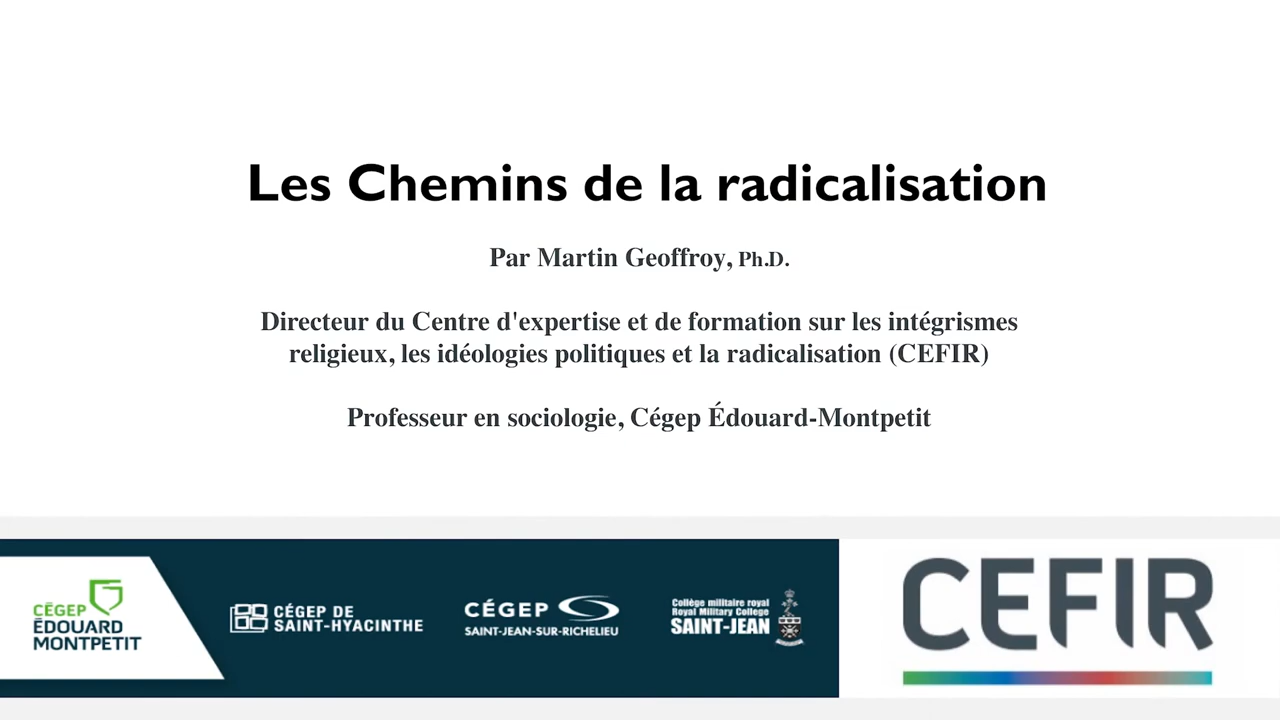 Les Chemins de la radicalisation
Par Martin Geoffroy, Ph.D.
Directeur du Centre d'expertise et de formation sur les intégrismes
religieux, les idéologies politiques et la radicalisation (CEFIR)
Professeur en sociologie, Cégep Édouard-Montpetit
CÉGEP
ÉDOUARD
MONTPETIT
CÉGEP DE
SAINT-HYACINTHE
CÉGEP
SAINT-JEAN-SUR-RICHELIEU
Collège militaire royal
Royal Military College
SAINT-JEAN
CEFIR